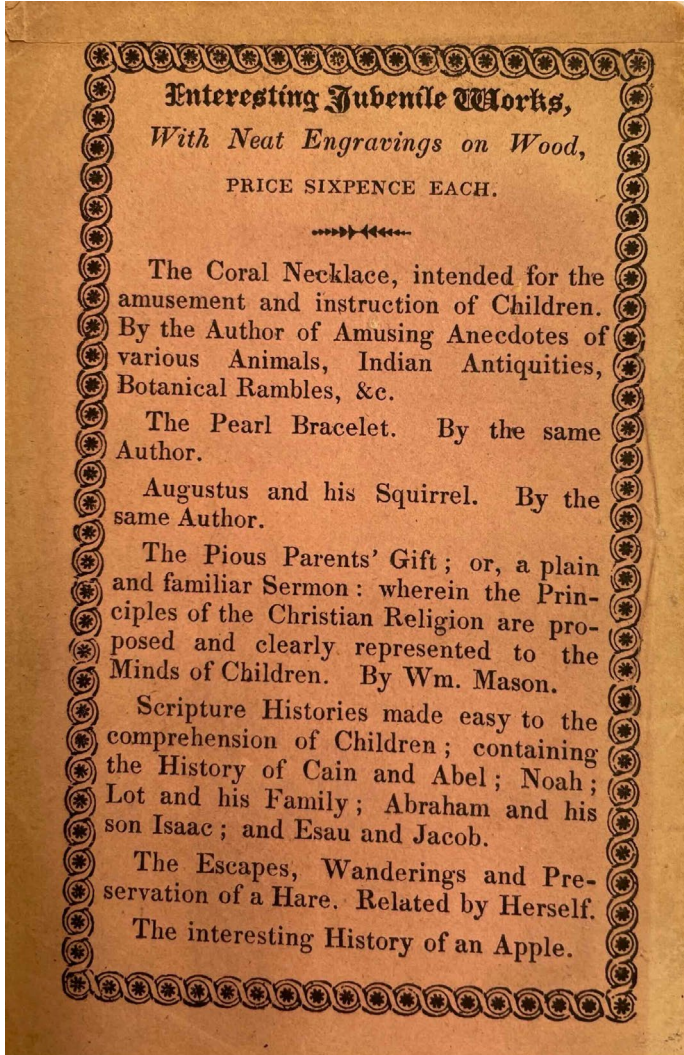 Interesting Juvenile Works,
With Neat Engravings on Wood,
PRICE SIXPENCE EACH.
The Coral Necklace, intended for the
amusement and instruction of Children.
By the Author of Amusing Anecdotes of
various Animals, Indian Antiquities,
Botanical Rambles, &c.
The Pearl Bracelet. By the same
Author.
Augustus and his Squirrel. By the
same Author.
The Pious Parents' Gift; or, a plain
and familiar Sermon: wherein the Prin-
ciples of the Christian Religion are pro-
posed and clearly represented to the
Minds of Children. By Wm. Mason.
Scripture Histories made easy to the
comprehension of Children; containing
the History of Cain and Abel; Noah;
Lot and his Family; Abraham and his
son Isaac; and Esau and Jacob.
The Escapes, Wanderings and Pre-
servation of a Hare. Related by Herself.
The interesting History of an Apple.